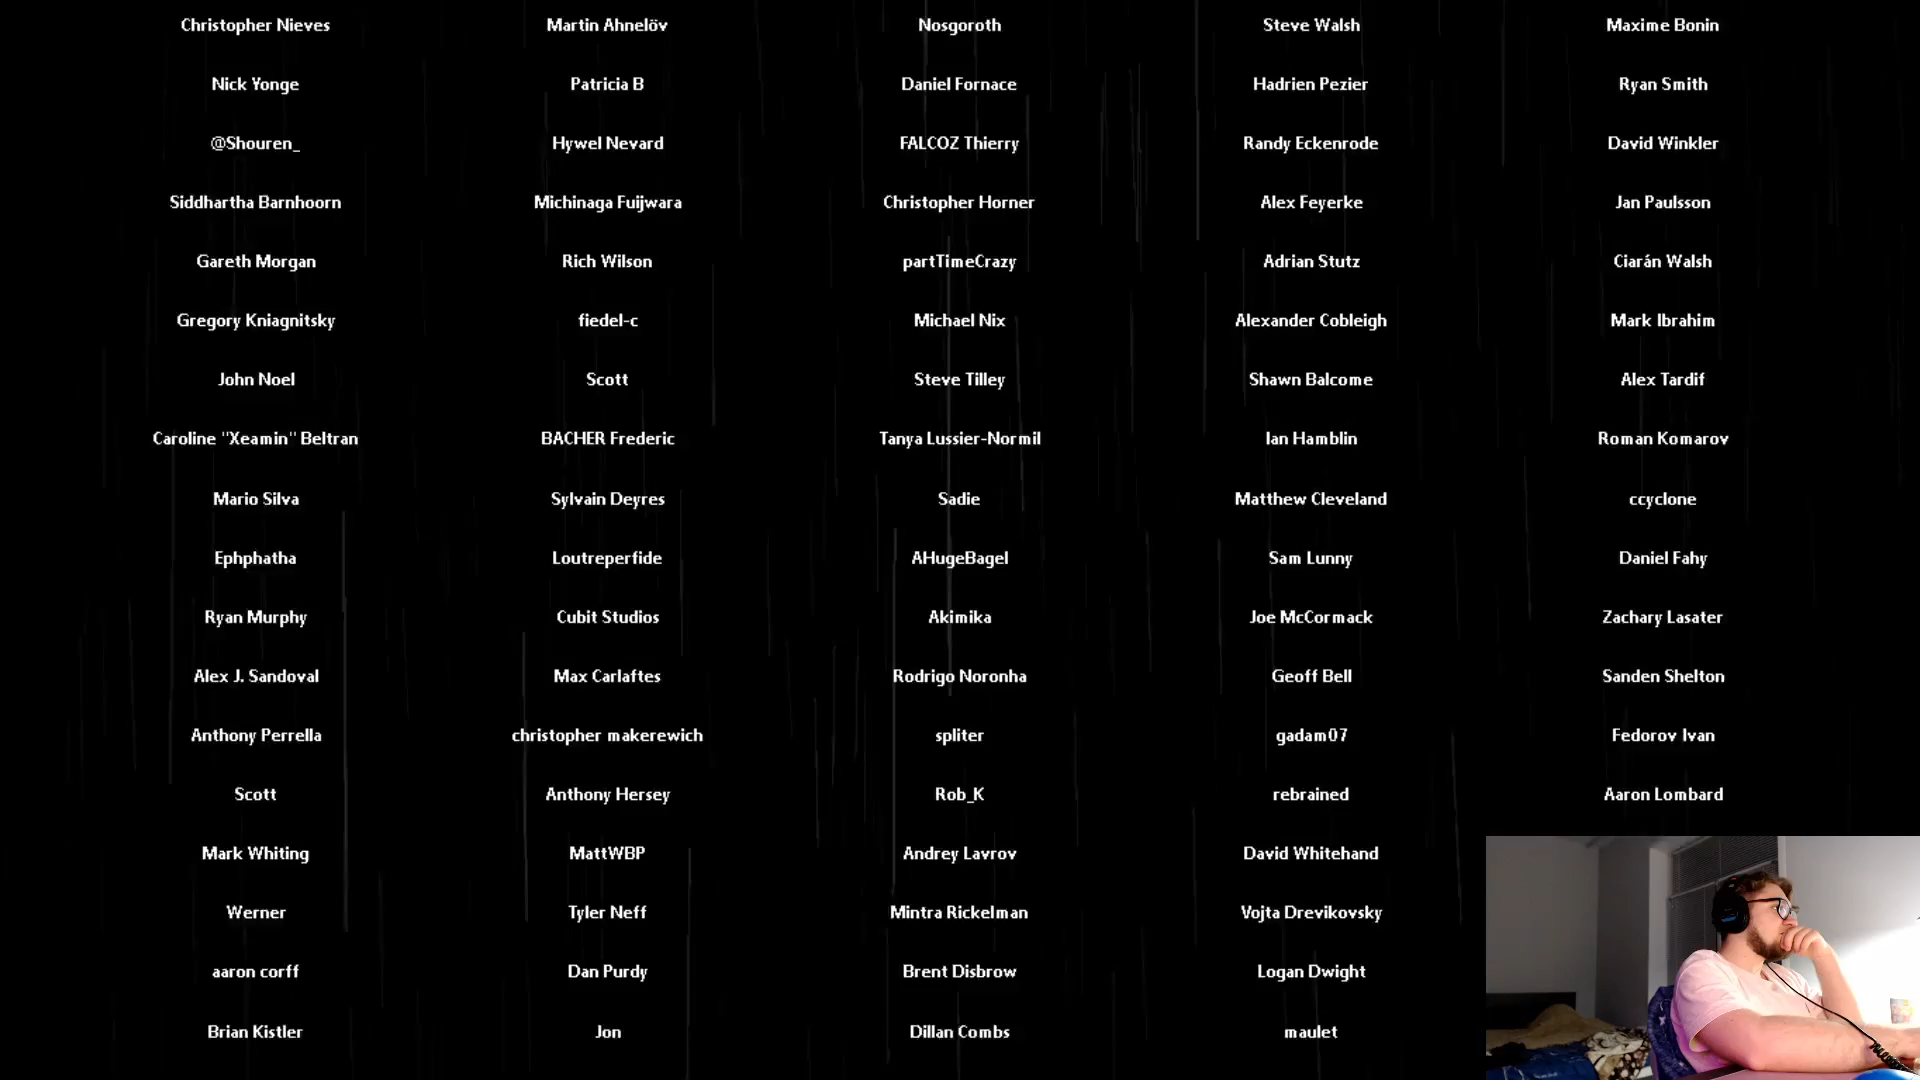 Christopher Nieves Martin Ahnelöv Nosgoroth Steve Walsh Maxime Bonin
Nick Yonge Patricia B Daniel Fornace Hadrien Pezier Ryan Smith
@Shouren_ Hywel Nevard FALCOZ Thierry Randy Eckenrode David Winkler
Siddhartha Barnhoorn Michinaga Fuijwara Christopher Horner Alex Feyerke Jan Paulsson
Gareth Morgan Rich Wilson partTimeCrazy Adrian Stutz Ciarán Walsh
Gregory Kniagnitsky fiedel-c Michael Nix Alexander Cobleigh Mark Ibrahim
John Noel Scott Steve Tilley Shawn Balcome Alex Tardif
Caroline "Xeamin" Beltran BACHER Frederic Tanya Lussier-Normil Ian Hamblin Roman Komarov
Mario Silva Sylvain Deyres Sadie Matthew Cleveland ccyclone
Ephphatha Loutreperfide AHugeBagel Sam Lunny Daniel Fahy
Ryan Murphy Cubit Studios Akimika Joe McCormack Zachary Lasater
Alex J. Sandoval Max Carlaftes Rodrigo Noronha Geoff Bell Sanden Shelton
Anthony Perrella christopher makerewich spliter gadam07 Fedorov Ivan
Scott Anthony Hersey Rob_K rebrained Aaron Lombard
Mark Whiting MattWBP Andrey Lavrov David Whitehand
Werner Tyler Neff Mintra Rickelman Vojta Drevikovsky
aaron corff Dan Purdy Brent Disbrow Logan Dwight
Brian Kistler Jon Dillan Combs maulet